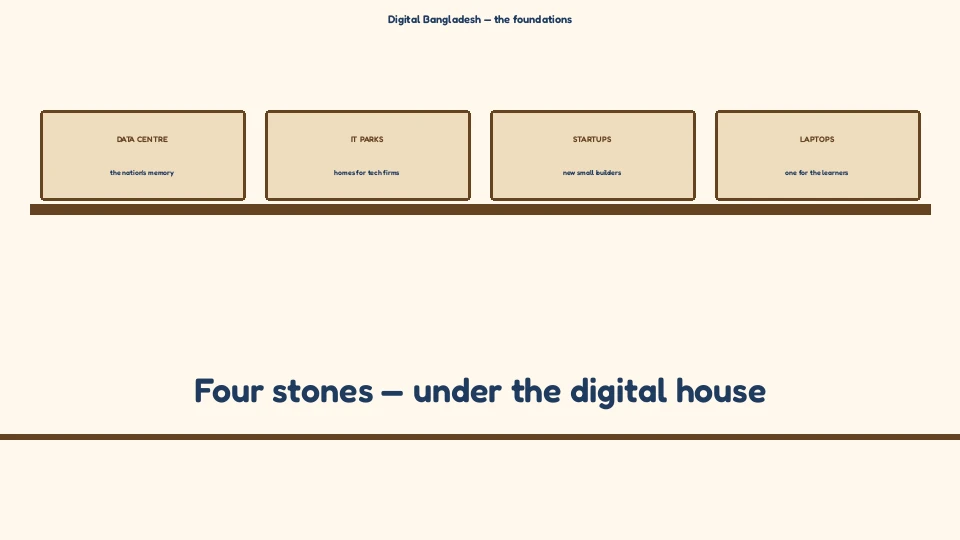 Digital Bangladesh — the foundations
DATA CENTRE
the nation's memory
IT PARKS
homes for tech firms
STARTUPS
new small builders
LAPTOPS
one for the learners
Four stones — under the digital house